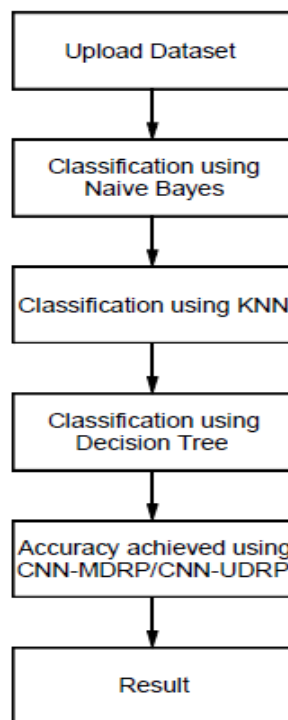 Upload Dataset
Classification using
Naive Bayes
Classification using KNN
Classification using
Decision Tree
Accuracy achieved using
CNN-MDRP/CNN-UDRP
Result